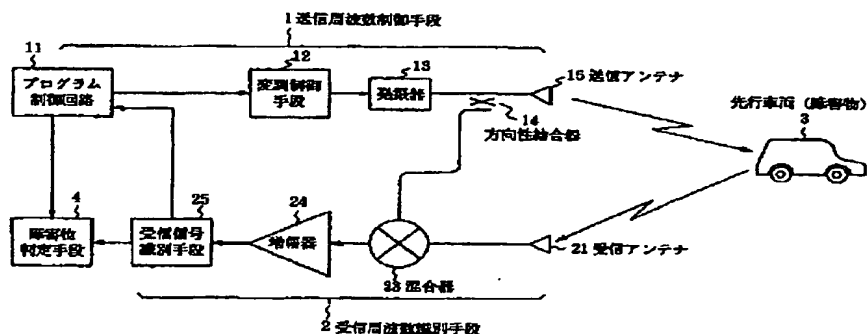 1 送信周波数制御手段
11
プログラム
制御回路
12
変調制御
手段
13
発振器
15 送信アンテナ
14
方向性結合器
先行車両 (障害物)
3
4
障害物
判定手段
25
受信信号
識別手段
24
増幅器
23 混合器
21 受信アンテナ
2 受信周波数識別手段